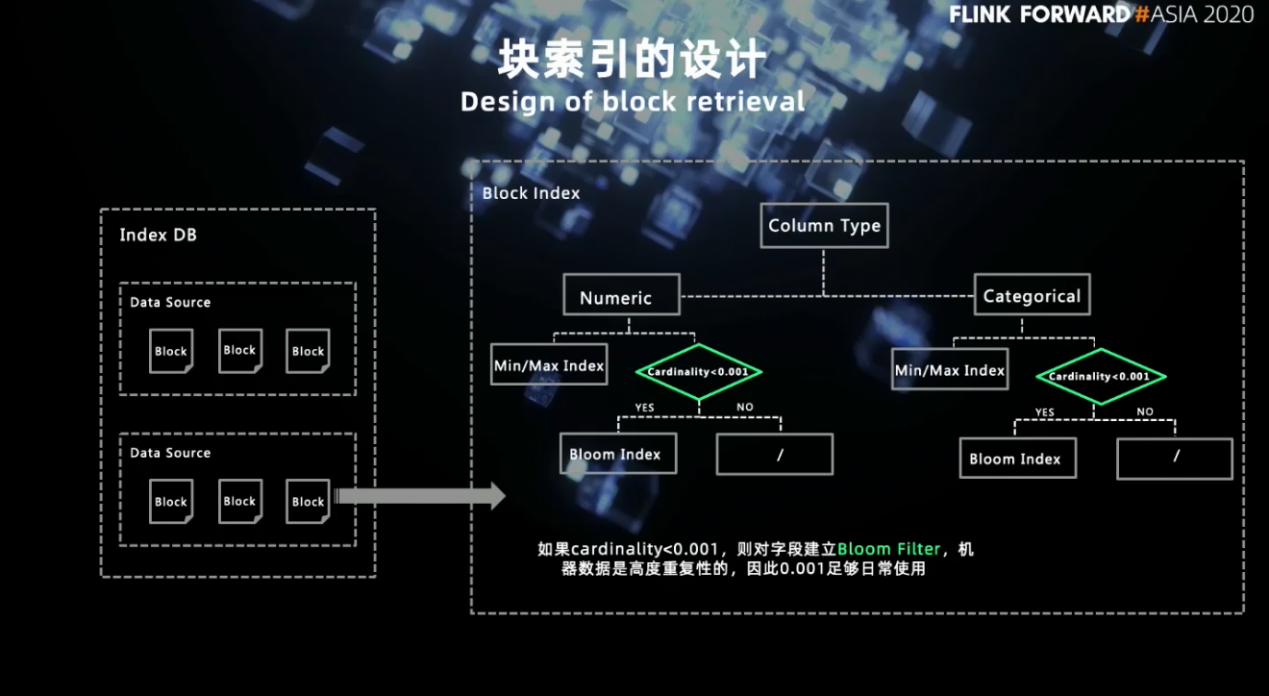 FLINK FORWARD #ASIA 2020
块索引的设计
Design of block retrieval
Index DB
Data Source
Block Block Block
Data Source
Block Block Block
Block Index
Column Type
Numeric
Categorical
Min/Max Index
Cardinality<0.001
YES
NO
Bloom Index
/
Min/Max Index
Cardinality<0.001
YES
NO
Bloom Index
/
如果cardinality<0.001，则对字段建立Bloom Filter，机
器数据是高度重复性的，因此0.001足够日常使用